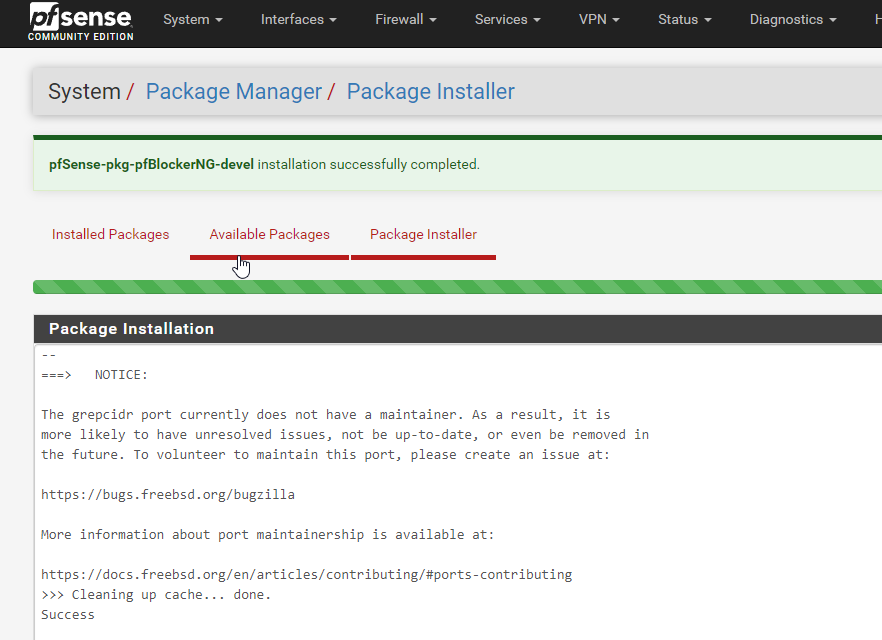 pfsense
COMMUNITY EDITION
System
Interfaces
Firewall
Services
VPN
Status
Diagnostics
H
System / Package Manager / Package Installer
pfSense-pkg-pfBlockerNG-devel installation successfully completed.
Installed Packages
Available Packages
Package Installer
Package Installation
--
===>   NOTICE:
The grepcidr port currently does not have a maintainer. As a result, it is
more likely to have unresolved issues, not be up-to-date, or even be removed in
the future. To volunteer to maintain this port, please create an issue at:
https://bugs.freebsd.org/bugzilla
More information about port maintainership is available at:
https://docs.freebsd.org/en/articles/contributing/#ports-contributing
>>> Cleaning up cache... done.
Success